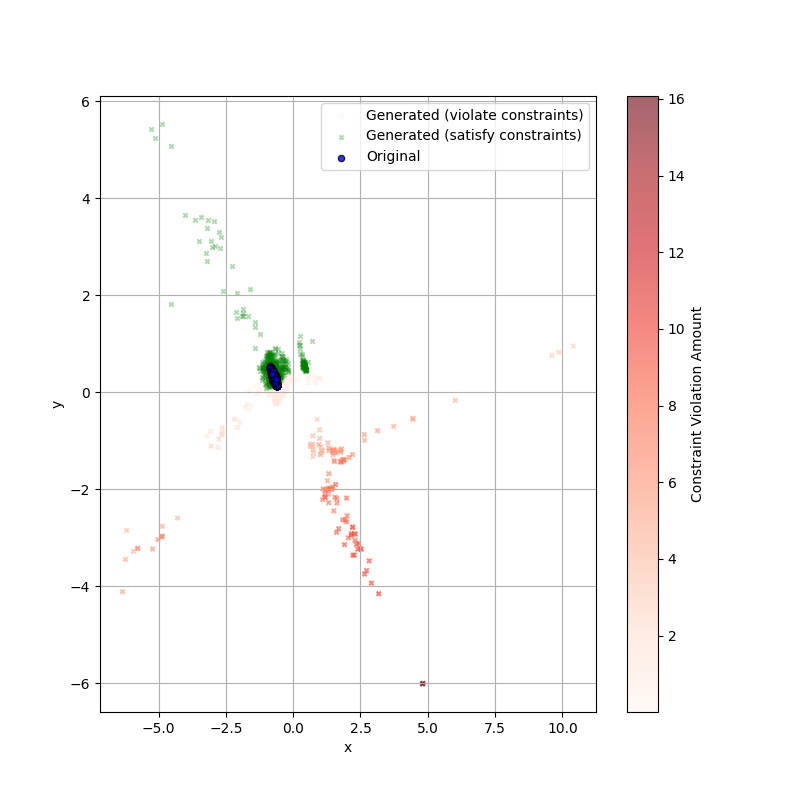 Generated (violate constraints)
Generated (satisfy constraints)
Original
6
4
2
0
−2
−4
−6
y
−5.0 −2.5 0.0 2.5 5.0 7.5 10.0
x
16
14
12
10
8
6
4
2
Constraint Violation Amount